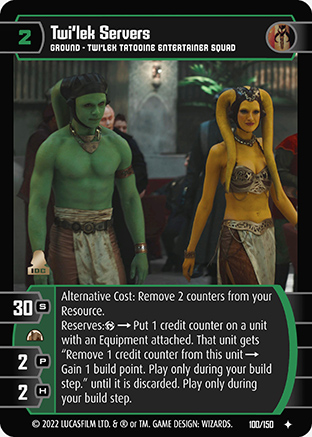 2
Twi'lek Servers
GROUND - TWI'LEK TATOOINE ENTERTAINER SQUAD
100
30 S
2 P
2 H
Alternative Cost: Remove 2 counters from your
Resource.
Reserves: → Put 1 credit counter on a unit
with an Equipment attached. That unit gets
“Remove 1 credit counter from this unit →
Gain 1 build point. Play only during your build
step.” until it is discarded. Play only during
your build step.
© 2022 LUCASFILM LTD. & ® or TM. GAME DESIGN: WIZARDS.
100/150